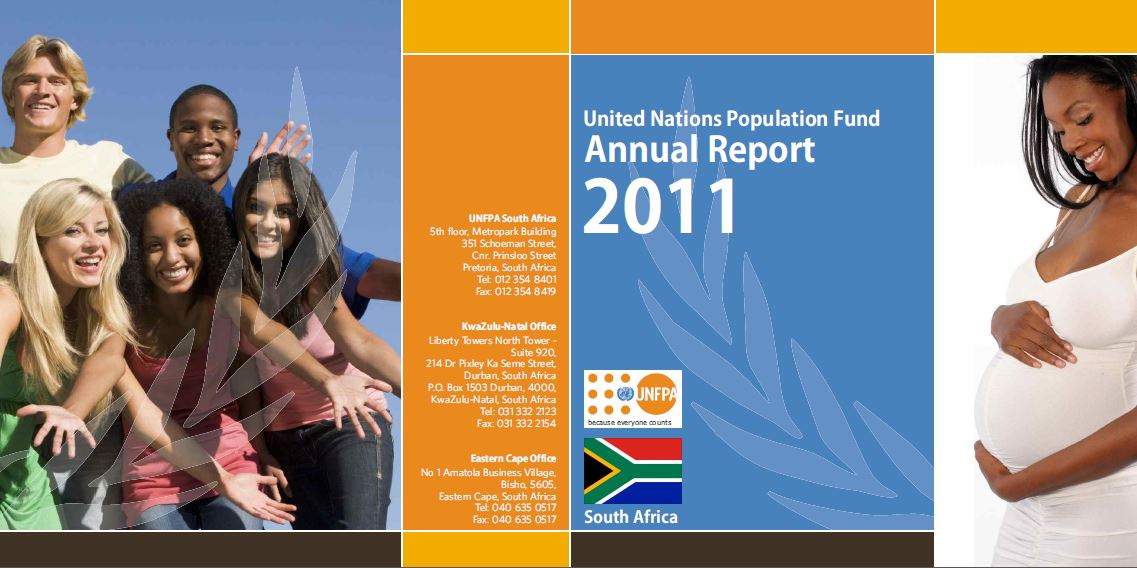 UNFPA South Africa
5th floor, Metropark Building
351 Schoeman Street,
Cnr. Prinsloo Street
Pretoria, South Africa
Tel: 012 354 8401
Fax: 012 354 8419
KwaZulu-Natal Office
Liberty Towers North Tower -
Suite 920,
214 Dr Pixley Ka Seme Street,
Durban, South Africa
P.O. Box 1503 Durban, 4000,
KwaZulu-Natal, South Africa
Tel: 031 332 2123
Fax: 031 332 2154
Eastern Cape Office
No 1 Amatola Business Village,
Bisho, 5605,
Eastern Cape, South Africa
Tel: 040 635 0517
Fax: 040 635 0517
United Nations Population Fund
Annual Report
2011
UNFPA
because everyone counts
South Africa